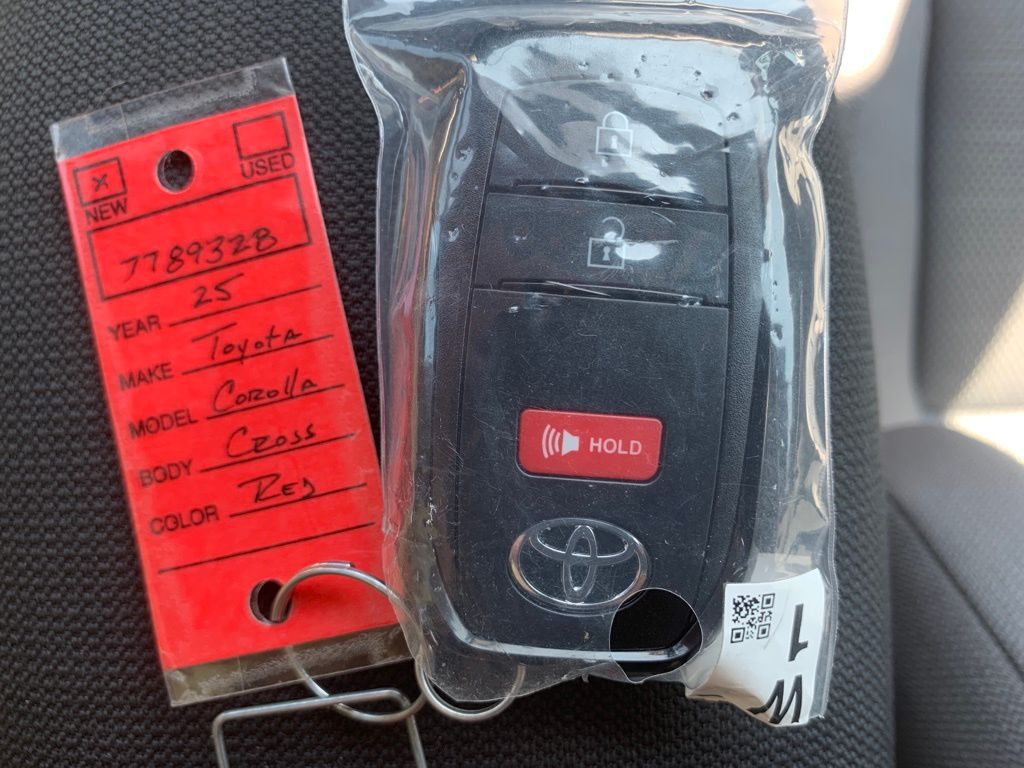 NEW
USED
7789328
YEAR 25
MAKE Toyota
MODEL Corolla
BODY Cross
COLOR Red
HOLD